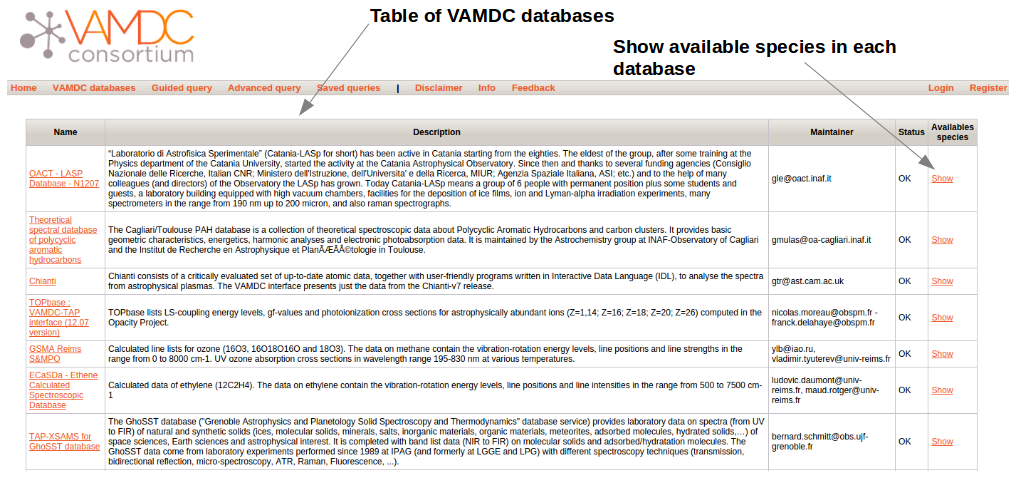 Table of VAMDC databases
Show available species in each
database
VAMDC
consortium
Home VAMDC databases Guided query Advanced query Saved queries | Disclaimer Info Feedback Login Register
Name Description Maintainer Status Availables
species
OACT - LASP
Database - N1207
"Laboratorio di Astrofisica Sperimentale" (Catania-LASp for short) has been active in Catania starting from the eighties. The eldest of the group, after some training at the
Physics department of the Catania University, started the activity at the Catania Astrophysical Observatory. Since then and thanks to several funding agencies (Consiglio
Nazionale delle Ricerche, Italian CNR; Ministero dell'Istruzione, dell'Universita' e della Ricerca, MIUR; Agenzia Spaziale Italiana, ASI; etc.) and to the help of many
colleagues (and directors) of the Observatory the LASp has grown. Today Catania-LASp means a group of 6 people with permanent position plus some students and
guests, a laboratory building equipped with high vacuum chambers, facilities for the deposition of ice films, ion and Lyman-alpha irradiation experiments, many
spectrometers in the range from 190 nm up to 200 micron, and also raman spectrographs.
gle@oact.inaf.it OK Show
Theoretical
spectral database
of polycyclic
aromatic
hydrocarbons
The Cagliari/Toulouse PAH database is a collection of theoretical spectroscopic data about Polycyclic Aromatic Hydrocarbons and carbon clusters. It provides basic
geometric characteristics, energetics, harmonic analyses and electronic photoabsorption data. It is maintained by the Astrochemistry group at INAF-Observatory of Cagliari
and the Institut de Recherche en Astrophysique et PlanÃÆÃÂ©tologie in Toulouse.
gmulas@oa-cagliari.inaf.it OK Show
Chianti
Chianti consists of a critically evaluated set of up-to-date atomic data, together with user-friendly programs written in Interactive Data Language (IDL), to analyse the spectra
from astrophysical plasmas. The VAMDC interface presents just the data from the Chianti-v7 release.
gtr@ast.cam.ac.uk OK Show
TOPbase :
VAMDC-TAP
interface (12.07
version)
TOPbase lists LS-coupling energy levels, gf-values and photoionization cross sections for astrophysically abundant ions (Z=1,14; Z=16; Z=18; Z=20; Z=26) computed in the
Opacity Project.
nicolas.moreau@obspm.fr -
franck.delahaye@obspm.fr
OK Show
GSMA Reims
S&MPO
Calculated line lists for ozone (16O3, 16O18O16O and 18O3). The data on methane contain the vibration-rotation energy levels, line positions and line strengths in the
range from 0 to 8000 cm-1. UV ozone absorption cross sections in wavelength range 195-830 nm at various temperatures.
ylb@iao.ru,
vladimir.tyuterev@univ-reims.fr
OK Show
ECaSDa - Ethene
Calculated
Spectroscopic
Database
Calculated data of ethylene (12C2H4). The data on ethylene contain the vibration-rotation energy levels, line positions and line intensities in the range from 500 to 7500 cm-
1
ludovic.daumont@univ-
reims.fr, maud.rotger@univ-
reims.fr
OK Show
TAP-XSAMS for
GhoSST database
The GhoSST database ("Grenoble Astrophysics and Planetology Solid Spectroscopy and Thermodynamics" database service) provides laboratory data on spectra (from UV
to FIR) of natural and synthetic solids (ices, molecular solids, minerals, salts, inorganic materials, organic materials, meteorites, adsorbed molecules, hydrated solids,...) of
space sciences, Earth sciences and astrophysical interest. It is completed with band list data (NIR to FIR) on molecular solids and adsorbed/hydratation molecules. The
GhoSST data come from laboratory experiments performed since 1989 at IPAG (and formerly at LGGE and LPG) with different spectroscopy techniques (transmission,
bidirectional reflection, micro-spectroscopy, ATR, Raman, Fluorescence, ...).
bernard.schmitt@obs.ujf-
grenoble.fr
OK Show